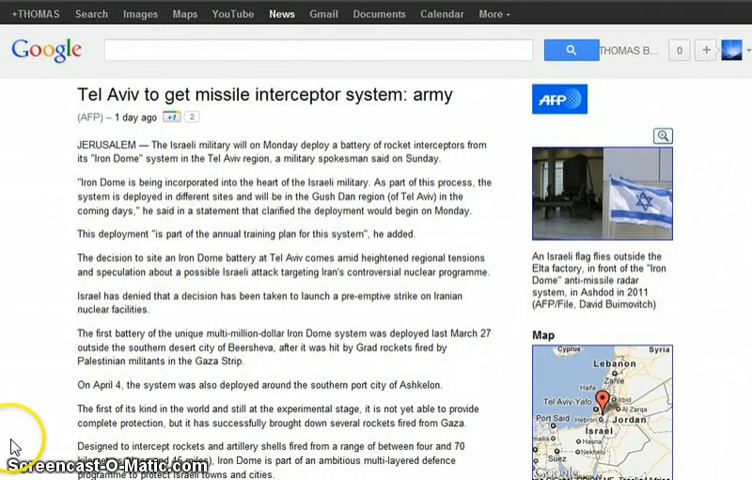 +THOMAS Search Images Maps YouTube News Gmail Documents Calendar More
Google THOMAS B... 0 +
Tel Aviv to get missile interceptor system: army
(AFP) – 1 day ago +1 2
AFP
JERUSALEM — The Israeli military will on Monday deploy a battery of rocket interceptors from
its "Iron Dome" system in the Tel Aviv region, a military spokesman said on Sunday.
"Iron Dome is being incorporated into the heart of the Israeli military. As part of this process, the
system is deployed in different sites and will be in the Gush Dan region (of Tel Aviv) in the
coming days," he said in a statement that clarified the deployment would begin on Monday.
This deployment "is part of the annual training plan for this system", he added.
The decision to site an Iron Dome battery at Tel Aviv comes amid heightened regional tensions
and speculation about a possible Israeli attack targeting Iran's controversial nuclear programme.
Israel has denied that a decision has been taken to launch a pre-emptive strike on Iranian
nuclear facilities.
The first battery of the unique multi-million-dollar Iron Dome system was deployed last March 27
outside the southern desert city of Beersheva, after it was hit by Grad rockets fired by
Palestinian militants in the Gaza Strip.
On April 4, the system was also deployed around the southern port city of Ashkelon.
The first of its kind in the world and still at the experimental stage, it is not yet able to provide
complete protection, but it has successfully brought down several rockets fired from Gaza.
Designed to intercept rockets and artillery shells fired from a range of between four and 70
45 miles), Iron Dome is part of an ambitious multi-layered defence
programme to protect Israeli towns and cities.
Screencast-O-Matic.com
An Israeli flag flies outside the
Elta factory, in front of the "Iron
Dome" anti-missile radar
system, in Ashdod in 2011
(AFP/File, David Buimovitch)
Map
Cyprus Syria
Lebanon
Zahle
Haifa Irbid
Tel Aviv-Yafo
Al Zarqa
Port Said Hebron Jordan
Israel
Hasna
Suez Nekhelo
Google